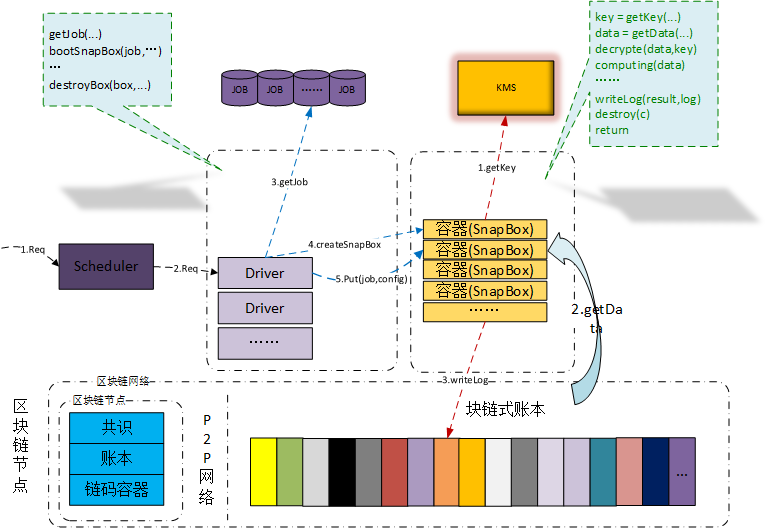 getJob(...)
bootSnapBox(job,···)
···
destroyBox(box,...)
key = getKey(...)
data = getData(...)
decrypte(data,key)
computing(data)
······
writeLog(result,log)
destroy(c)
return
JOB
JOB
······
JOB
KMS
3.getJob
1.getKey
4.createSnapBox
容器(SnapBox)
容器(SnapBox)
容器(SnapBox)
容器(SnapBox)
······
1.Req
Scheduler
2.Req
Driver
Driver
······
5.Put(job,config)
2.getDa
ta
3.writeLog
区块链网络
区块链节点
区块链节点
共识
账本
链码容器
P2P网络
块链式账本
...